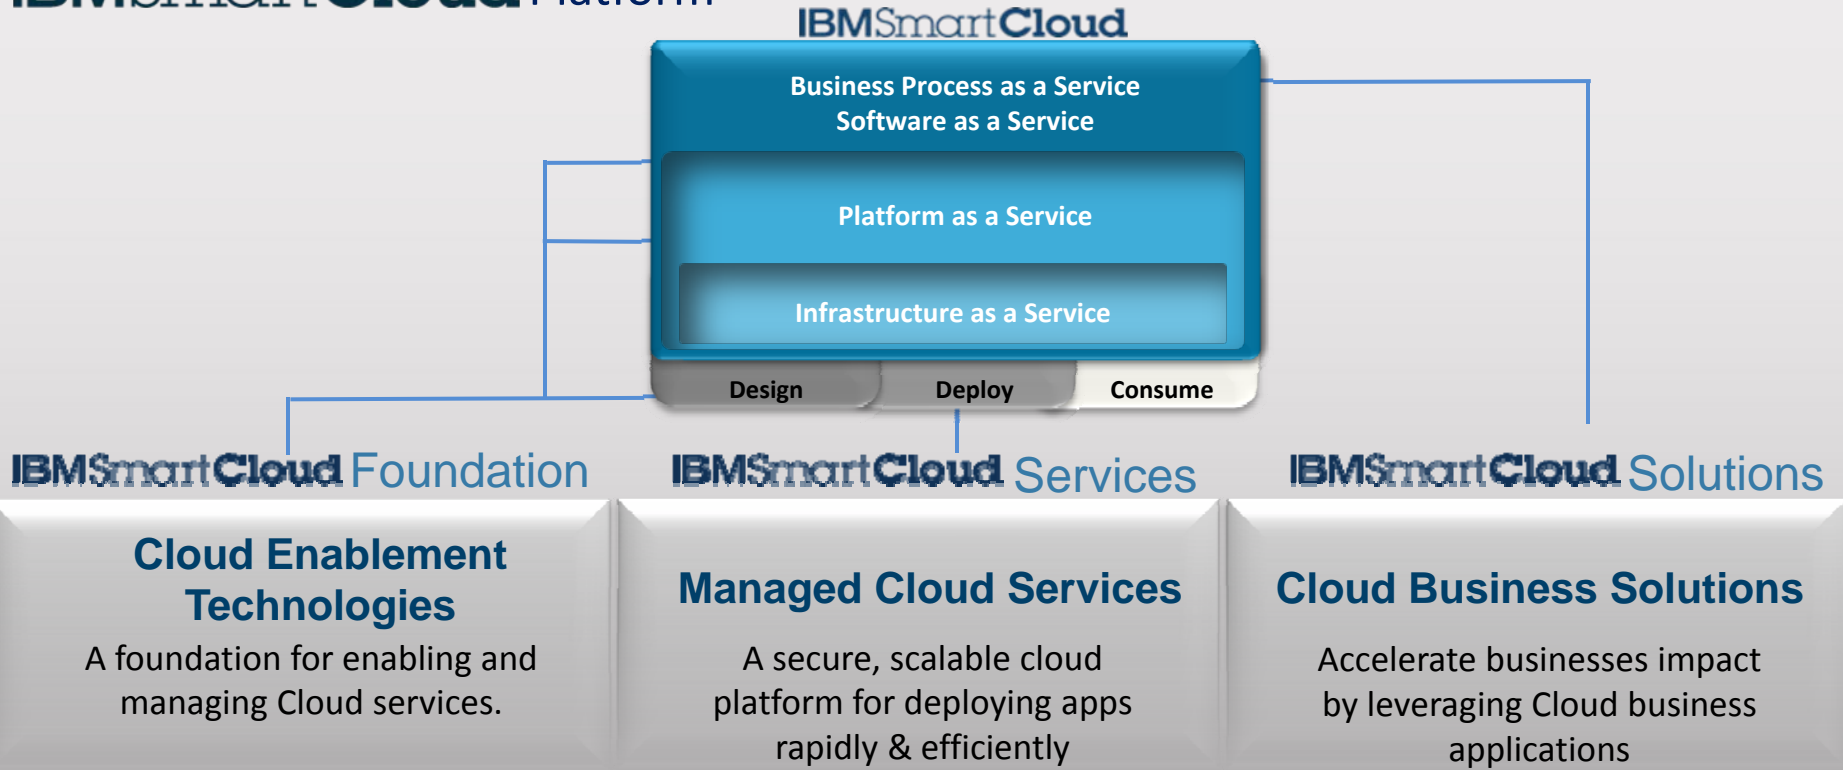 IBMSmartCloud Platform
IBMSmartCloud
Business Process as a Service
Software as a Service
Platform as a Service
Infrastructure as a Service
Design Deploy Consume
IBMSmartCloud Foundation
IBMSmartCloud Services
IBMSmartCloud Solutions
Cloud Enablement
Technologies
A foundation for enabling and
managing Cloud services.
Managed Cloud Services
A secure, scalable cloud
platform for deploying apps
rapidly & efficiently
Cloud Business Solutions
Accelerate businesses impact
by leveraging Cloud business
applications